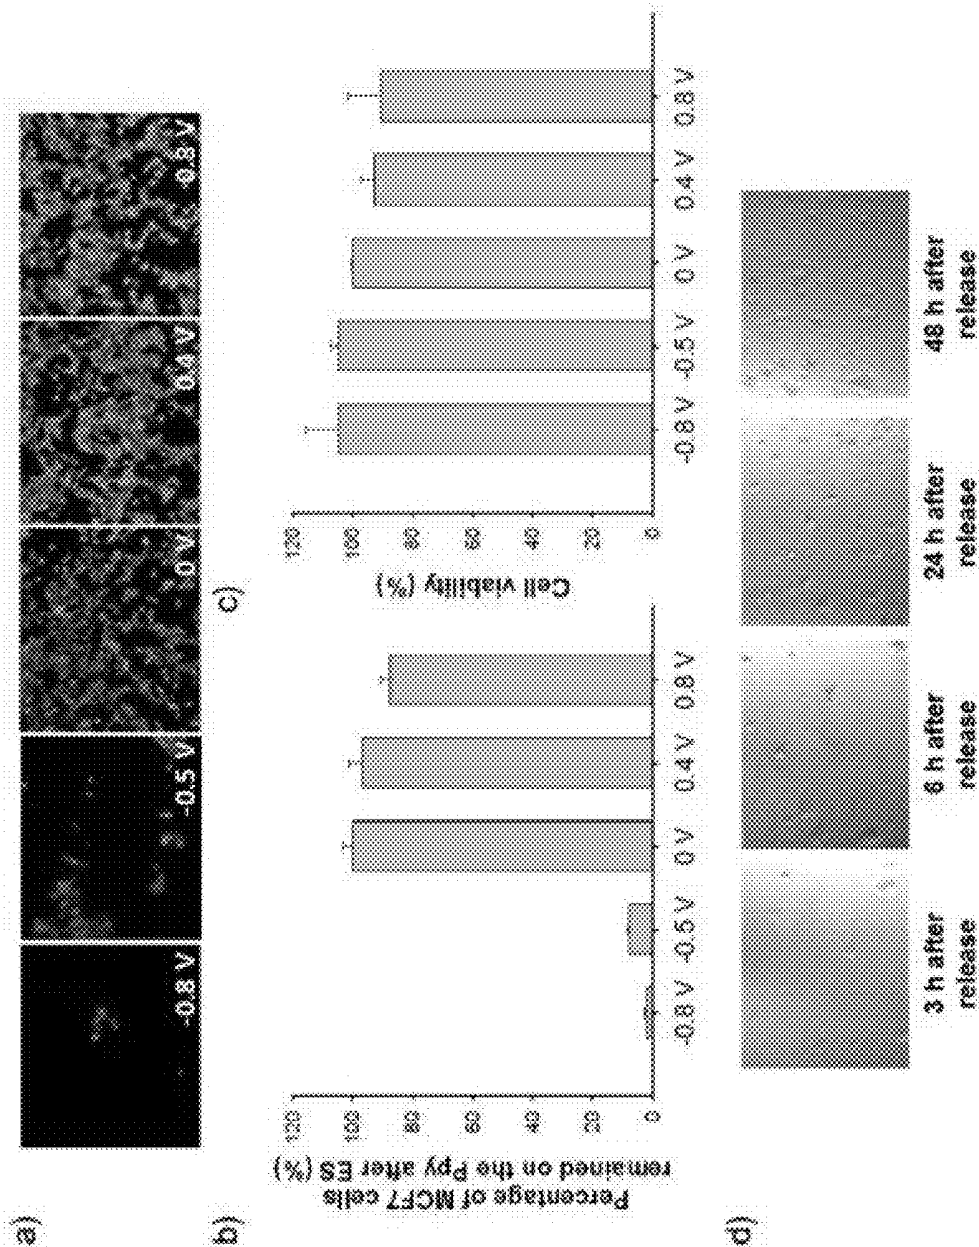 a)
-0.8 V
-0.5 V
0 V
0.4 V
0.8 V
b)
Percentage of MCF7 cells
remained on the Ppy after ES (%)
120
100
80
60
40
20
0
-0.8 V
-0.5 V
0 V
0.4 V
0.8 V
c)
Cell viability (%)
120
100
80
60
40
20
0
-0.8 V
-0.5 V
0 V
0.4 V
0.8 V
d)
3 h after
release
6 h after
release
24 h after
release
48 h after
release